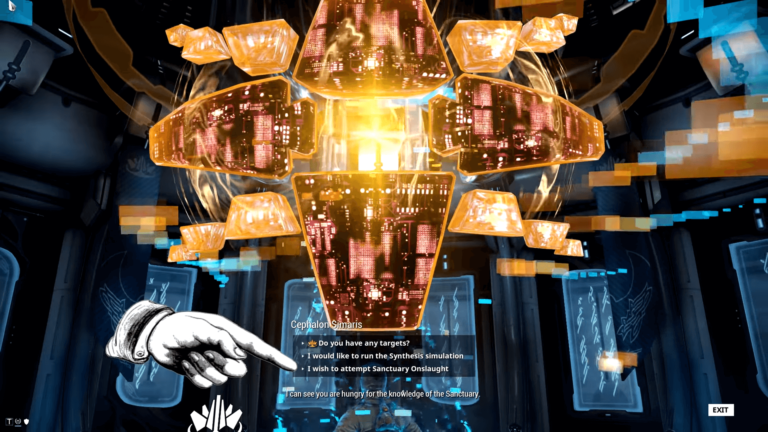 Cephalon Simaris
Do you have any targets?
I would like to run the Synthesis simulation
I wish to attempt Sanctuary Onslaught
I can see you are hungry for the knowledge of the Sanctuary.
EXIT